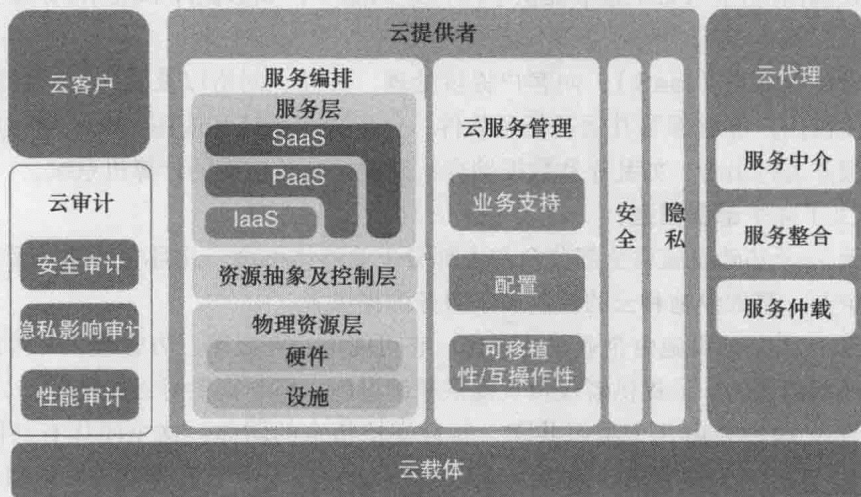 云客户
云审计
安全审计
隐私影响审计
性能审计
云提供者
服务编排
服务层
SaaS
PaaS
IaaS
资源抽象及控制层
物理资源层
硬件
设施
云服务管理
业务支持
配置
可移植
性/互操作性
安全
隐私
云代理
服务中介
服务整合
服务仲裁
云载体